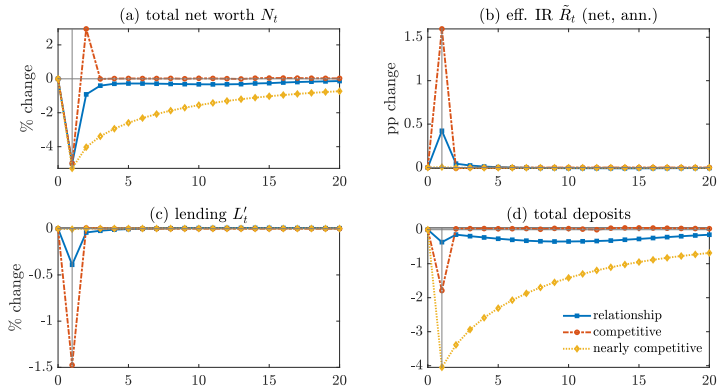 (a) total net worth N_t
% change
2
0
-2
-4
0 5 10 15 20
(b) eff. IR R̃_t (net, ann.)
pp change
1.5
1
0.5
0
0 5 10 15 20
(c) lending L'_t
% change
0
-0.5
-1
-1.5
0 5 10 15 20
(d) total deposits
0
-1
-2
-3
-4
0 5 10 15 20
relationship
competitive
nearly competitive